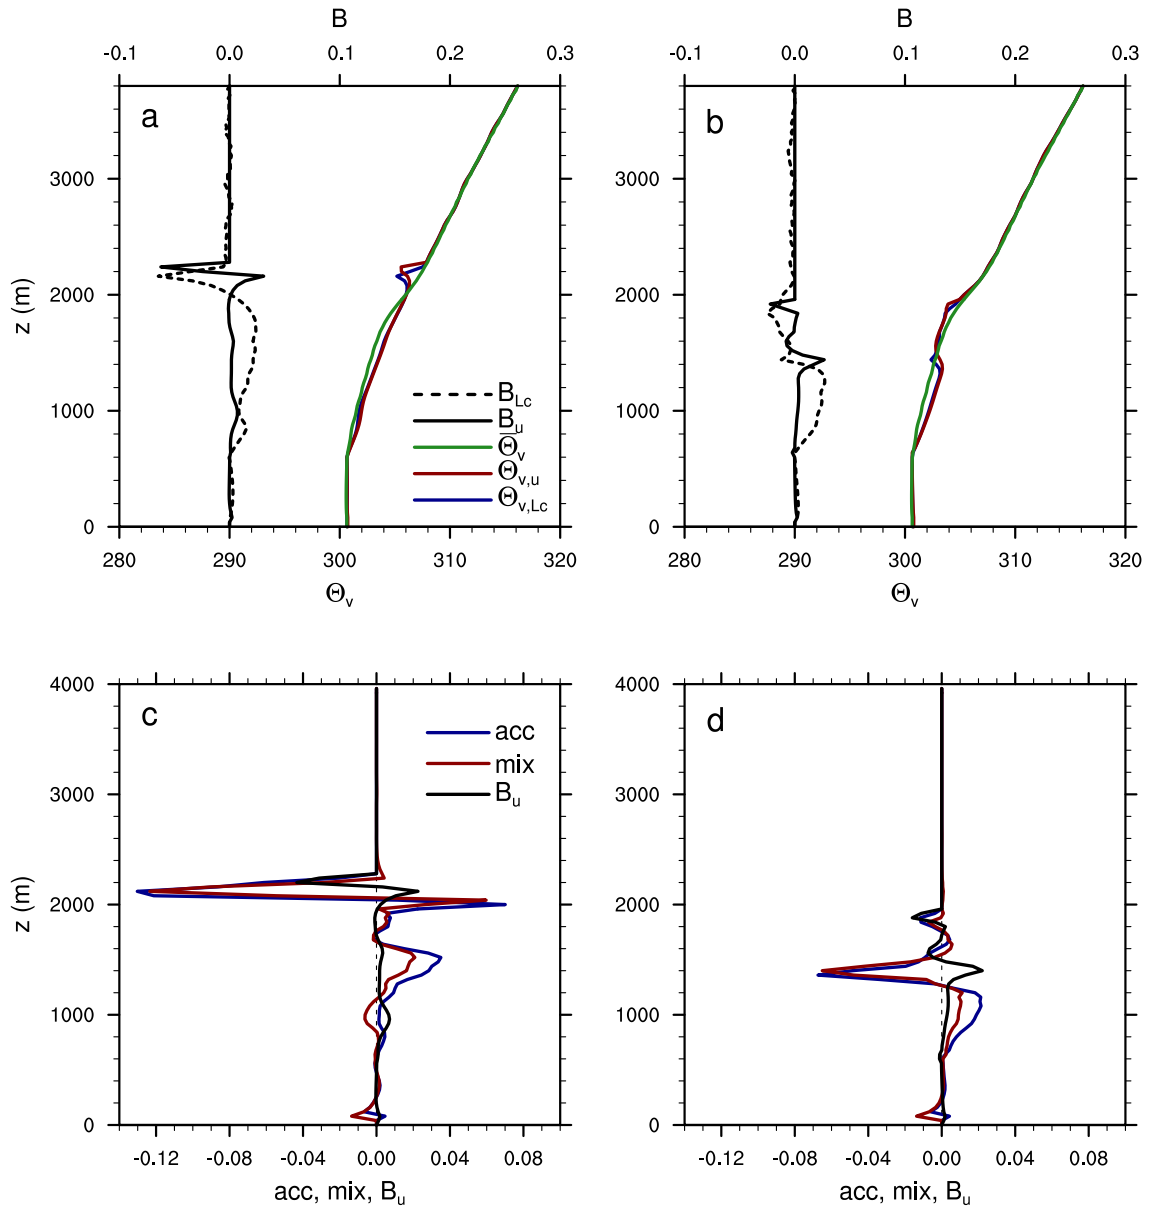 B B
-0.1 0.0 0.1 0.2 0.3 -0.1 0.0 0.1 0.2 0.3
a b
3000 3000
z (m) 2000 z (m) 2000
1000 1000
0 0
B_Lc
B_u
Θ̅_v
Θ_v,u
Θ_v,Lc
280 290 300 310 320 280 290 300 310 320
Θ_v Θ_v
4000 4000
c d
acc
mix
B_u
3000 3000
z (m) 2000 z (m) 2000
1000 1000
0 0
-0.12 -0.08 -0.04 0.00 0.04 0.08 -0.12 -0.08 -0.04 0.00 0.04 0.08
acc, mix, B_u acc, mix, B_u